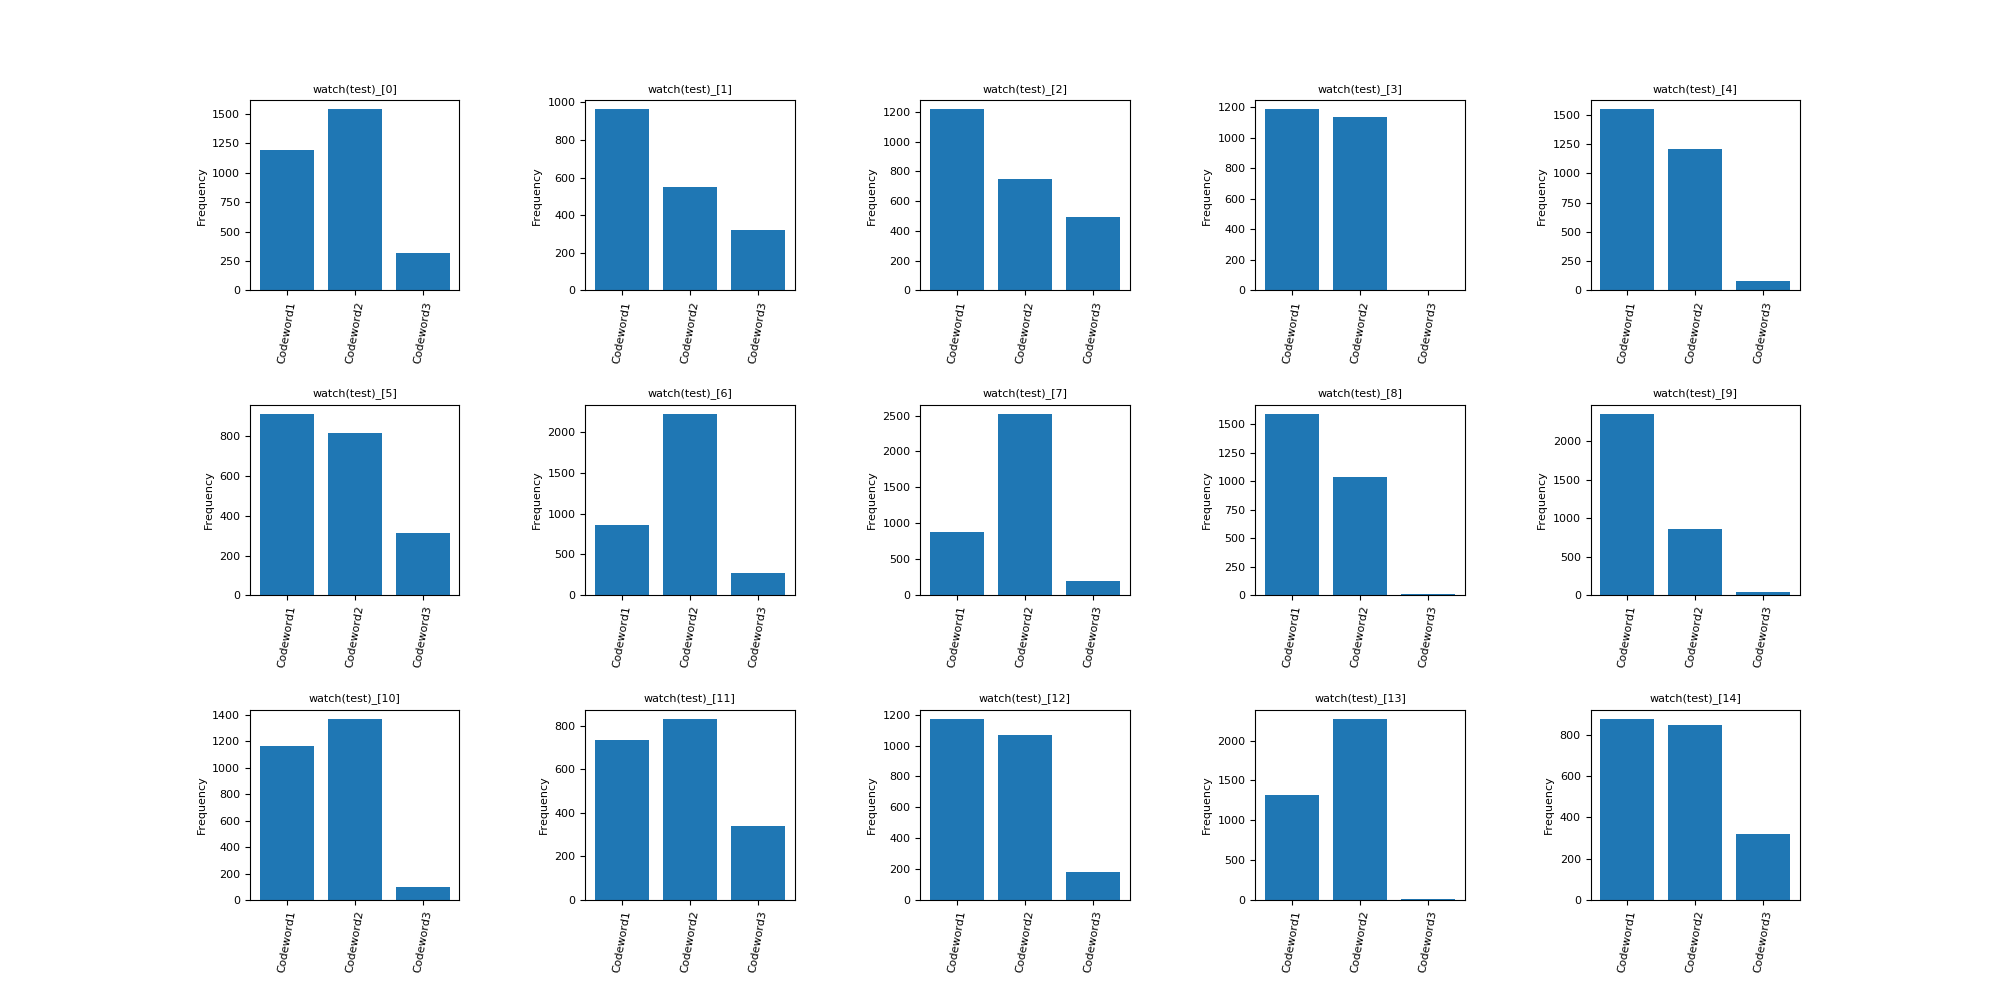 watch(test)_[0]
Frequency
1500
1250
1000
750
500
250
0
Codeword1
Codeword2
Codeword3
watch(test)_[1]
Frequency
1000
800
600
400
200
0
Codeword1
Codeword2
Codeword3
watch(test)_[2]
Frequency
1200
1000
800
600
400
200
0
Codeword1
Codeword2
Codeword3
watch(test)_[3]
Frequency
1200
1000
800
600
400
200
0
Codeword1
Codeword2
Codeword3
watch(test)_[4]
Frequency
1500
1250
1000
750
500
250
0
Codeword1
Codeword2
Codeword3
watch(test)_[5]
Frequency
800
600
400
200
0
Codeword1
Codeword2
Codeword3
watch(test)_[6]
Frequency
2000
1500
1000
500
0
Codeword1
Codeword2
Codeword3
watch(test)_[7]
Frequency
2500
2000
1500
1000
500
0
Codeword1
Codeword2
Codeword3
watch(test)_[8]
Frequency
1500
1250
1000
750
500
250
0
Codeword1
Codeword2
Codeword3
watch(test)_[9]
Frequency
2000
1500
1000
500
0
Codeword1
Codeword2
Codeword3
watch(test)_[10]
Frequency
1400
1200
1000
800
600
400
200
0
Codeword1
Codeword2
Codeword3
watch(test)_[11]
Frequency
800
600
400
200
0
Codeword1
Codeword2
Codeword3
watch(test)_[12]
Frequency
1200
1000
800
600
400
200
0
Codeword1
Codeword2
Codeword3
watch(test)_[13]
Frequency
2000
1500
1000
500
0
Codeword1
Codeword2
Codeword3
watch(test)_[14]
Frequency
800
600
400
200
0
Codeword1
Codeword2
Codeword3